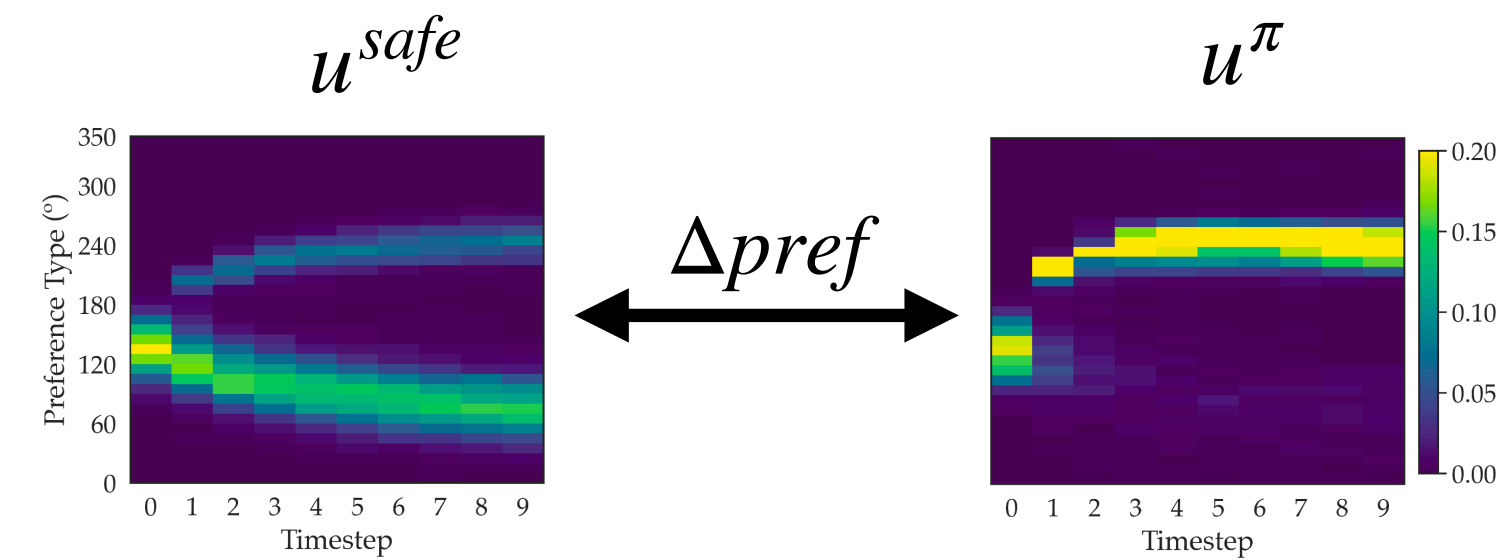 u^safe
u^π
Δpref
350
300
240
180
120
60
0
Preference Type (°)
0 1 2 3 4 5 6 7 8 9
Timestep
0 1 2 3 4 5 6 7 8 9
Timestep
0.20
0.15
0.10
0.05
0.00